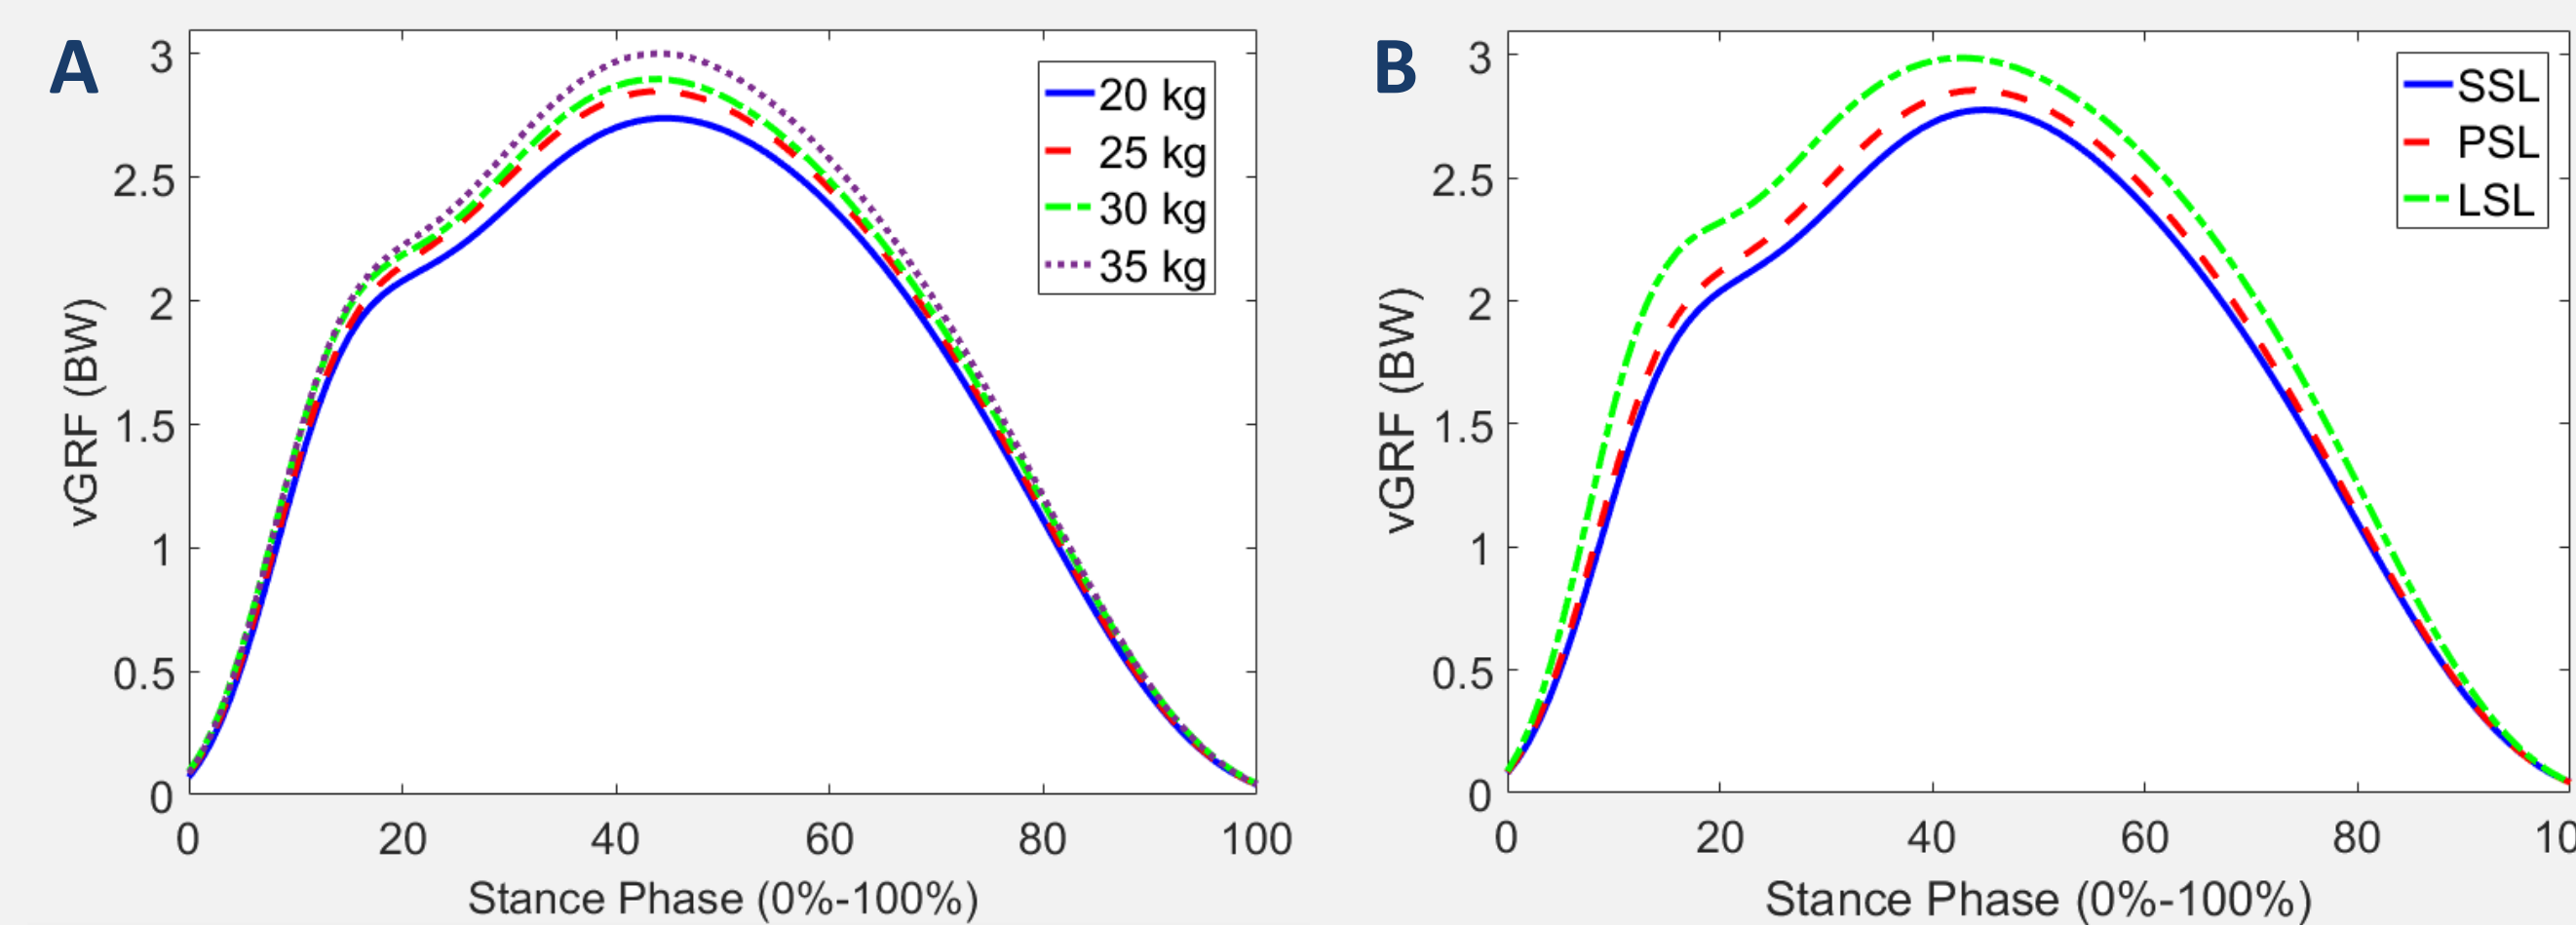 A
3
2.5
2
1.5
1
0.5
0
vGRF (BW)
20 kg
25 kg
30 kg
35 kg
0 20 40 60 80 100
Stance Phase (0%-100%)
B
3
2.5
2
1.5
1
0.5
0
vGRF (BW)
SSL
PSL
LSL
0 20 40 60 80 10
Stance Phase (0%-100%)